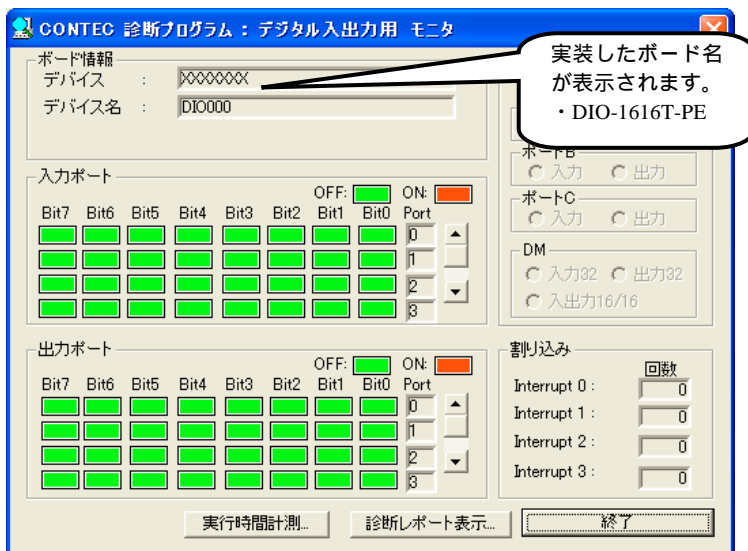 CONTEC 診断プログラム : デジタル入出力用 モニタ
実装したボード名
が表示されます。
・DIO-1616T-PE
ボード情報
デバイス : XXXXXXX
デバイス名 : DIO000
入力ポート
OFF: ON:
Bit7 Bit6 Bit5 Bit4 Bit3 Bit2 Bit1 Bit0 Port
0
1
2
3
ポートB
入力 出力
ポートC
入力 出力
DM
入力32 出力32
入出力16/16
出力ポート
OFF: ON:
Bit7 Bit6 Bit5 Bit4 Bit3 Bit2 Bit1 Bit0 Port
0
1
2
3
割り込み
回数
Interrupt 0 : 0
Interrupt 1 : 0
Interrupt 2 : 0
Interrupt 3 : 0
実行時間計測... 診断レポート表示... 終了